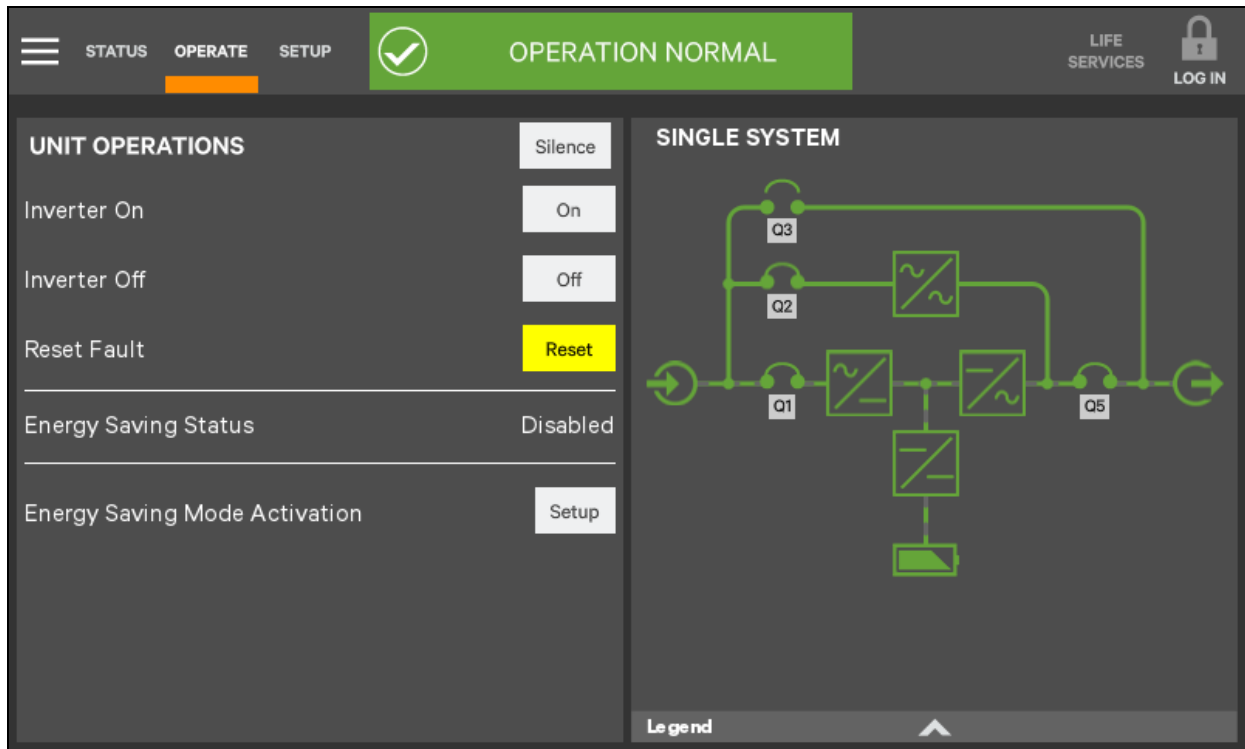 STATUS OPERATE SETUP
OPERATION NORMAL
LIFE
SERVICES
LOG IN
UNIT OPERATIONS
Silence
Inverter On
On
Inverter Off
Off
Reset Fault
Reset
Energy Saving Status
Disabled
Energy Saving Mode Activation
Setup
SINGLE SYSTEM
Q3
Q2
Q1
Q5
Legend